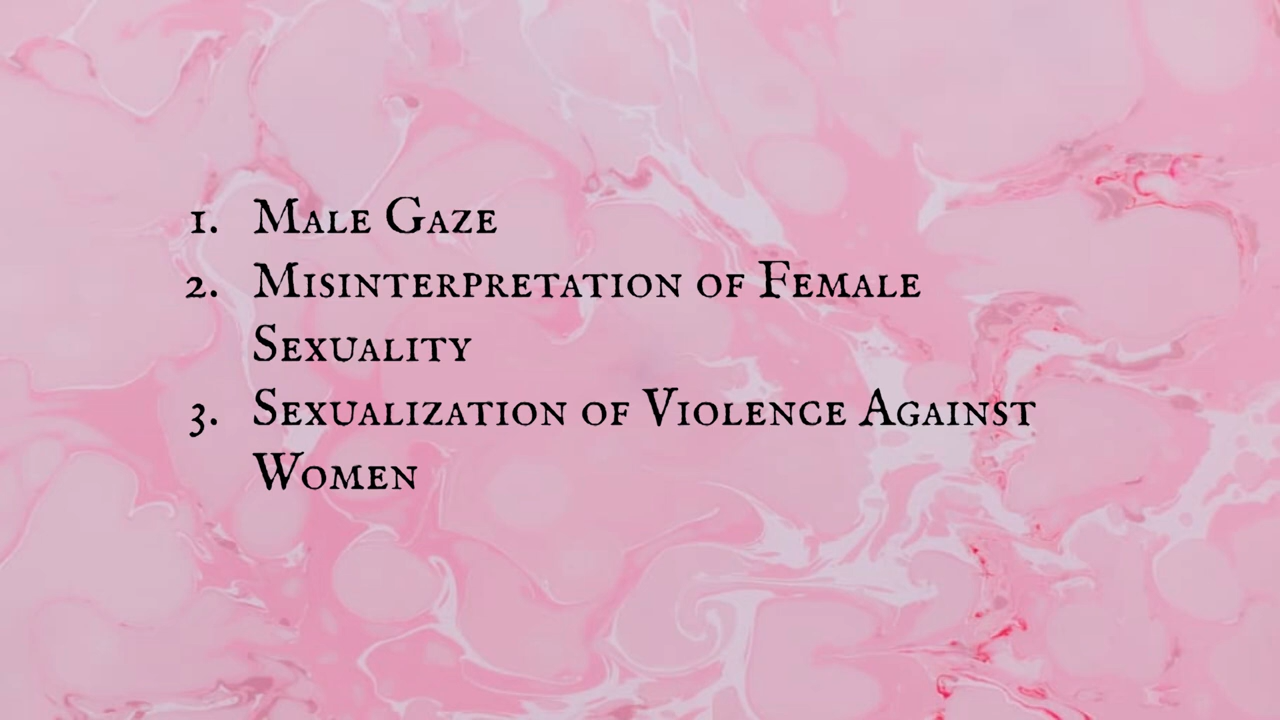 1. Male Gaze
2. Misinterpretation of Female
Sexuality
3. Sexualization of Violence Against
Women